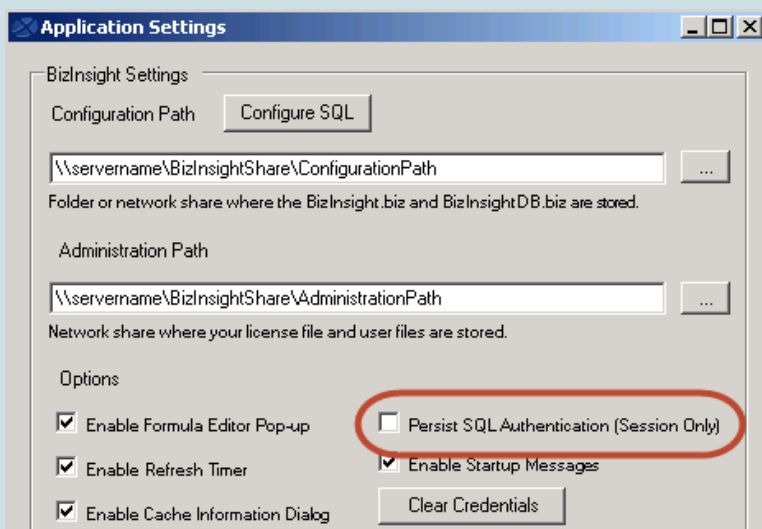 Application Settings
BizInsight Settings
Configuration Path Configure SQL
\\servername\BizInsightShare\ConfigurationPath ...
Folder or network share where the BizInsight.biz and BizInsightDB.biz are stored.
Administration Path
\\servername\BizInsightShare\AdministrationPath ...
Network share where your license file and user files are stored.
Options
Enable Formula Editor Pop-up Persist SQL Authentication (Session Only)
Enable Refresh Timer Enable Startup Messages
Enable Cache Information Dialog Clear Credentials